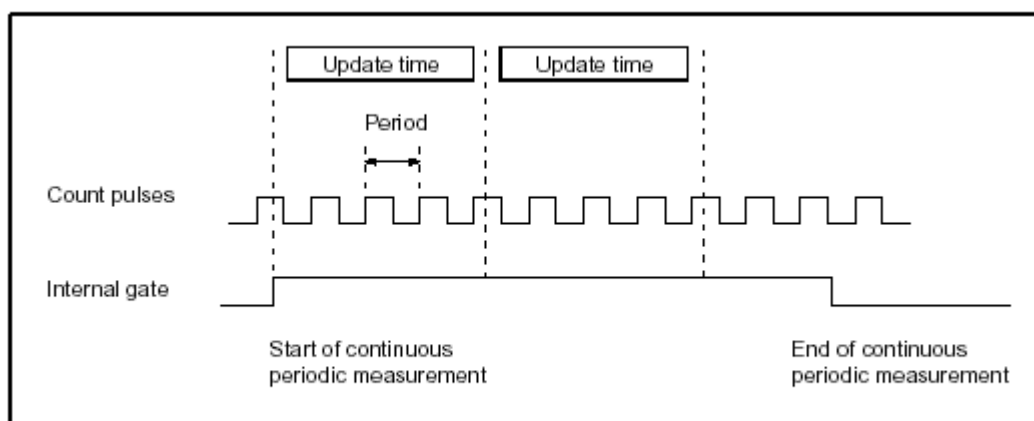 Update time
Update time
Period
Count pulses
Internal gate
Start of continuous
periodic measurement
End of continuous
periodic measurement